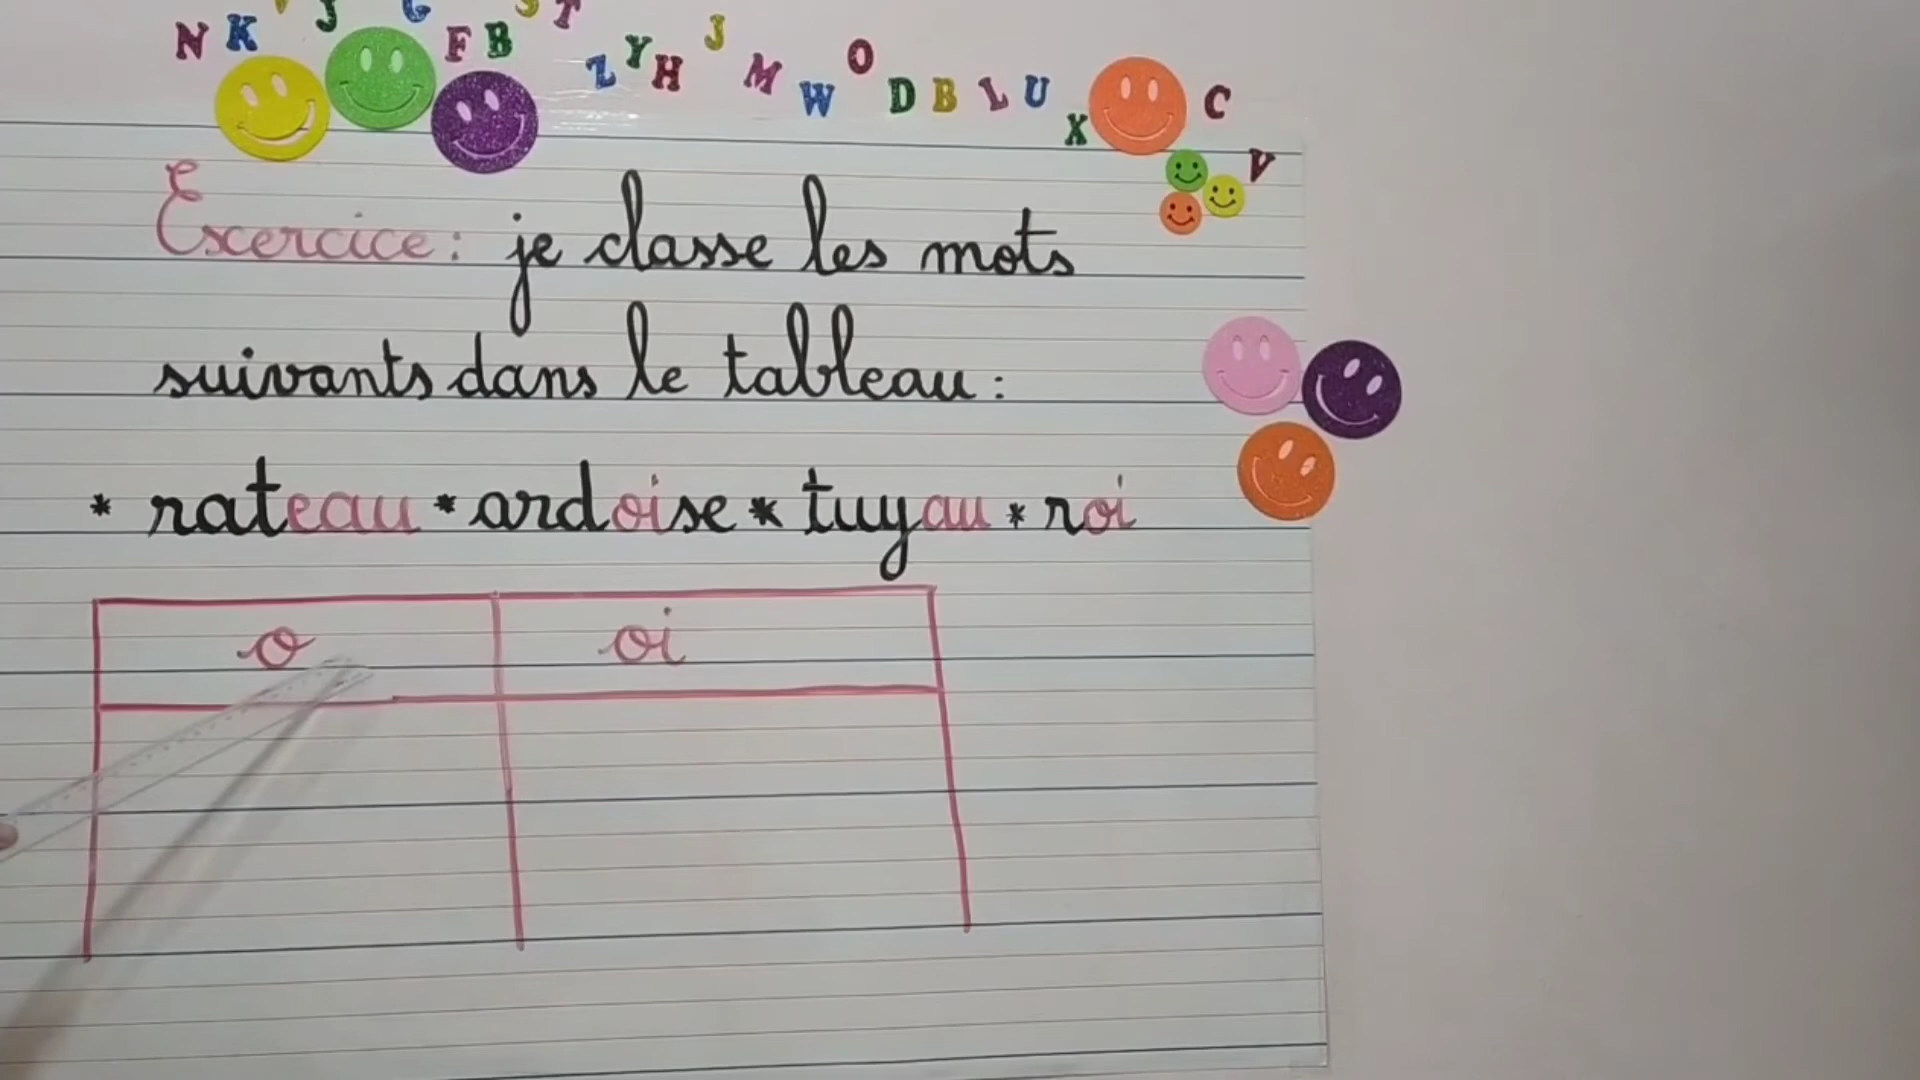 N K J G F B S T Z Y H J M W O D B L U X C V
Exercice : je classe les mots
suivants dans le tableau :
* rateau * ardoise * tuyau * roi
o oi